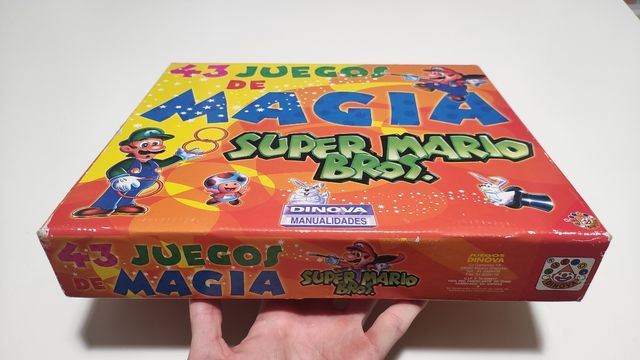 43 JUEGOS
DE
MAGIA
SUPER MARIO
BROS.
DINOVA
MANUALIDADES
43 JUEGOS
DE MAGIA
SUPER MARIO
BROS.
JUEGOS
DINOVA
DINOVA